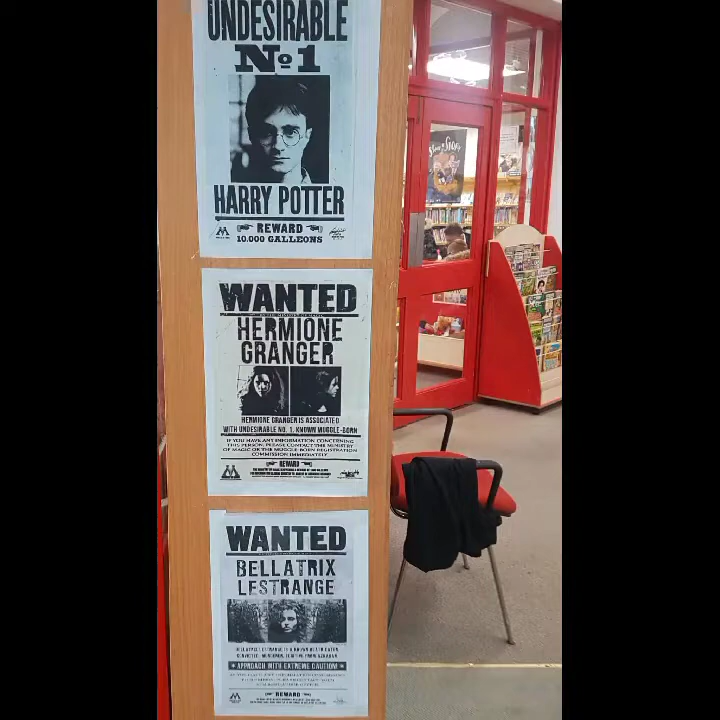 UNDESIRABLE
No 1
HARRY POTTER
REWARD
10.000 GALLEONS
WANTED
HERMIONE
GRANGER
HERMIONE GRANGER IS ASSOCIATED
WITH UNDESIRABLE NO. 1, KNOWN MUGGLE-BORN
IF YOU HAVE ANY INFORMATION CONCERNING
THIS PERSON, PLEASE CONTACT THE MINISTRY
OF MAGIC OR THE MUGGLE-BORN REGISTRATION
COMMISSION IMMEDIATELY
REWARD
WANTED
BELLATRIX
LESTRANGE
APPROACH WITH EXTREME CAUTION!
REWARD